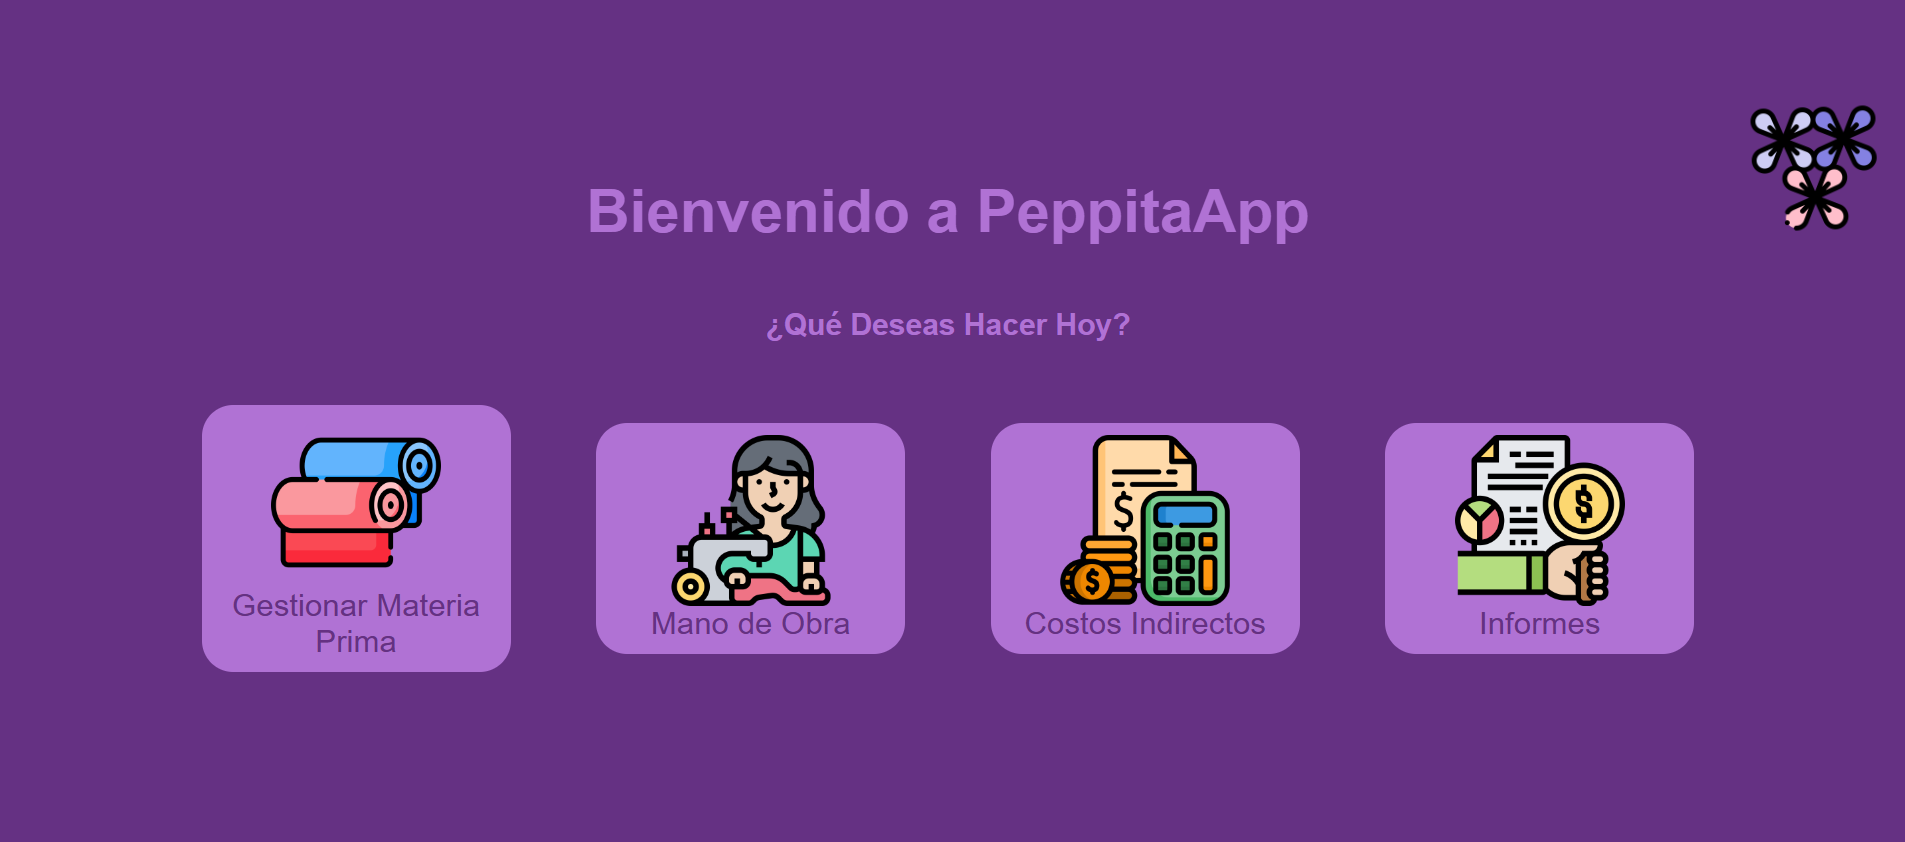 Bienvenido a PeppitaApp
¿Qué Deseas Hacer Hoy?
Gestionar Materia
Prima
Mano de Obra
Costos Indirectos
Informes